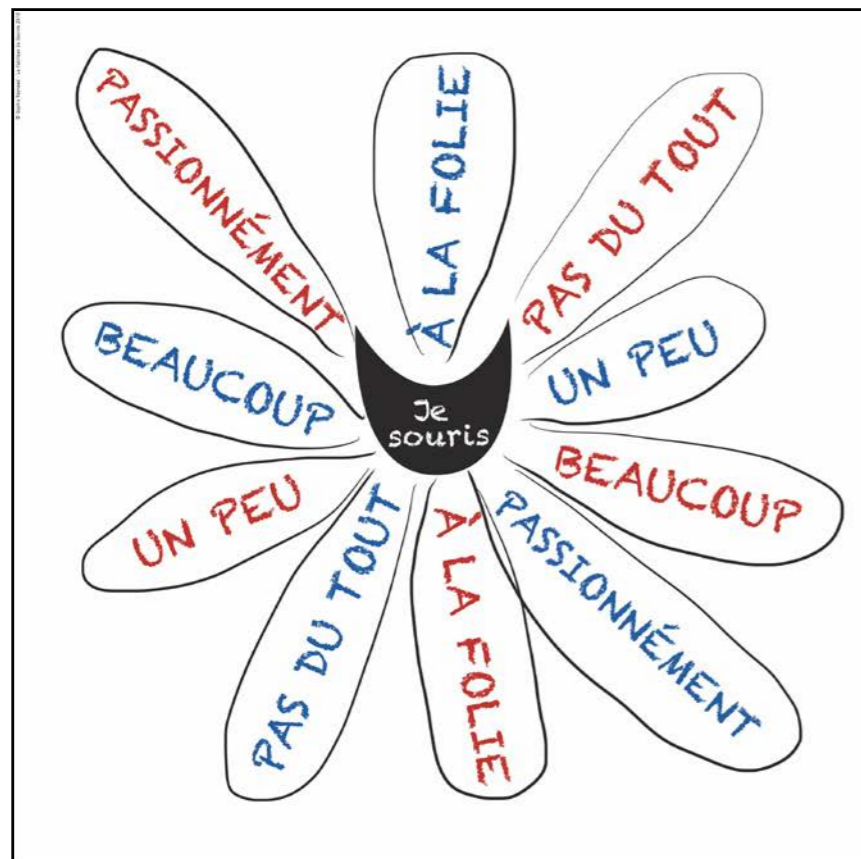 PASSIONNÉMENT
À LA FOLIE
PAS DU TOUT
UN PEU
BEAUCOUP
PASSIONNÉMENT
À LA FOLIE
PAS DU TOUT
UN PEU
BEAUCOUP
Je
souris